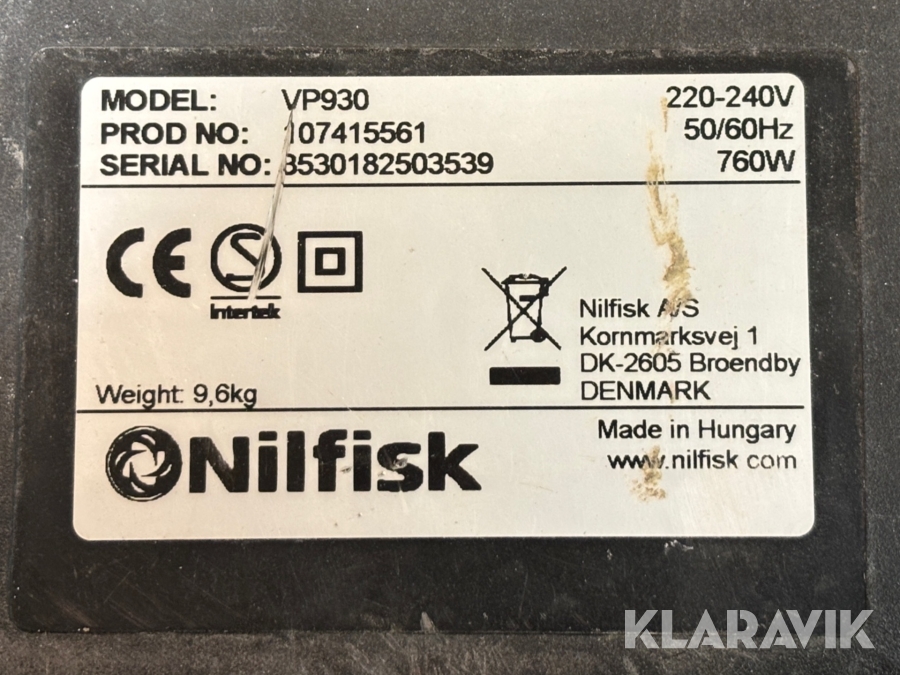 MODEL: VP930 220-240V
PROD NO: 107415561 50/60Hz
SERIAL NO: 8530182503539 760W
CE
S
Intertek
Nilfisk A/S
Kornmarksvej 1
DK-2605 Broendby
DENMARK
Weight: 9,6kg
Nilfisk
Made in Hungary
www.nilfisk.com
KLARAVIK